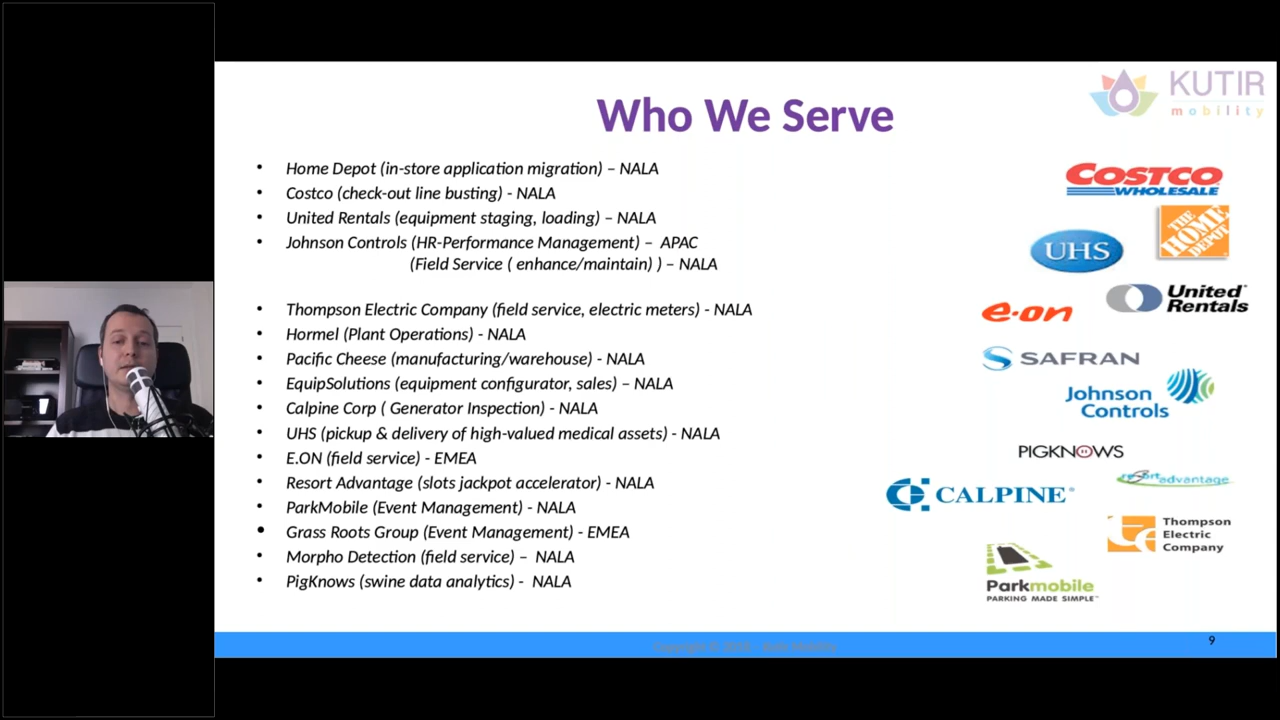 KUTIR
mobility
Who We Serve
• Home Depot (in-store application migration) – NALA
• Costco (check-out line busting) - NALA
• United Rentals (equipment staging, loading) – NALA
• Johnson Controls (HR-Performance Management) – APAC
(Field Service ( enhance/maintain) ) – NALA
• Thompson Electric Company (field service, electric meters) - NALA
• Hormel (Plant Operations) - NALA
• Pacific Cheese (manufacturing/warehouse) - NALA
• EquipSolutions (equipment configurator, sales) – NALA
• Calpine Corp ( Generator Inspection) - NALA
• UHS (pickup & delivery of high-valued medical assets) - NALA
• E.ON (field service) - EMEA
• Resort Advantage (slots jackpot accelerator) - NALA
• ParkMobile (Event Management) - NALA
• Grass Roots Group (Event Management) - EMEA
• Morpho Detection (field service) – NALA
• PigKnows (swine data analytics) - NALA
COSTCO
WHOLESALE
THE
HOME
DEPOT
UHS
United
Rentals
e·on
SAFRAN
Johnson
Controls
PIGKNOWS
advantage
CALPINE
Thompson
Electric
Company
Parkmobile
PARKING MADE SIMPLE
9